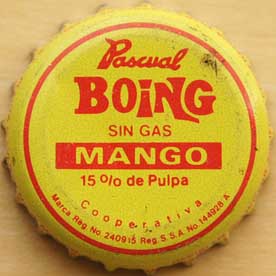 Pascual
BOiNG
SIN GAS
MANGO
15 o/o de Pulpa
Cooperativa
Marca Reg No 240915 Reg. S.S.A. No. 144928-A